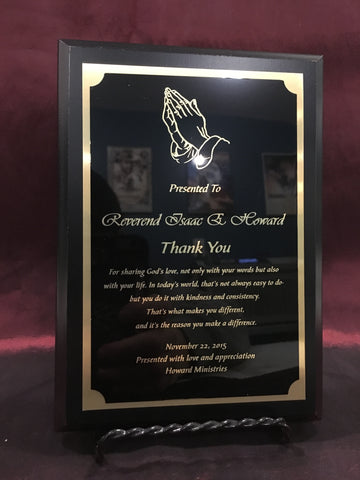 Presented To
Reverend Isaac E. Howard
Thank You
For sharing God's love, not only with your words but also
with your life. In today's world, that's not always easy to do-
but you do it with kindness and consistency.
That's what makes you different,
and it's the reason you make a difference.
November 22, 2015
Presented with love and appreciation
Howard Ministries